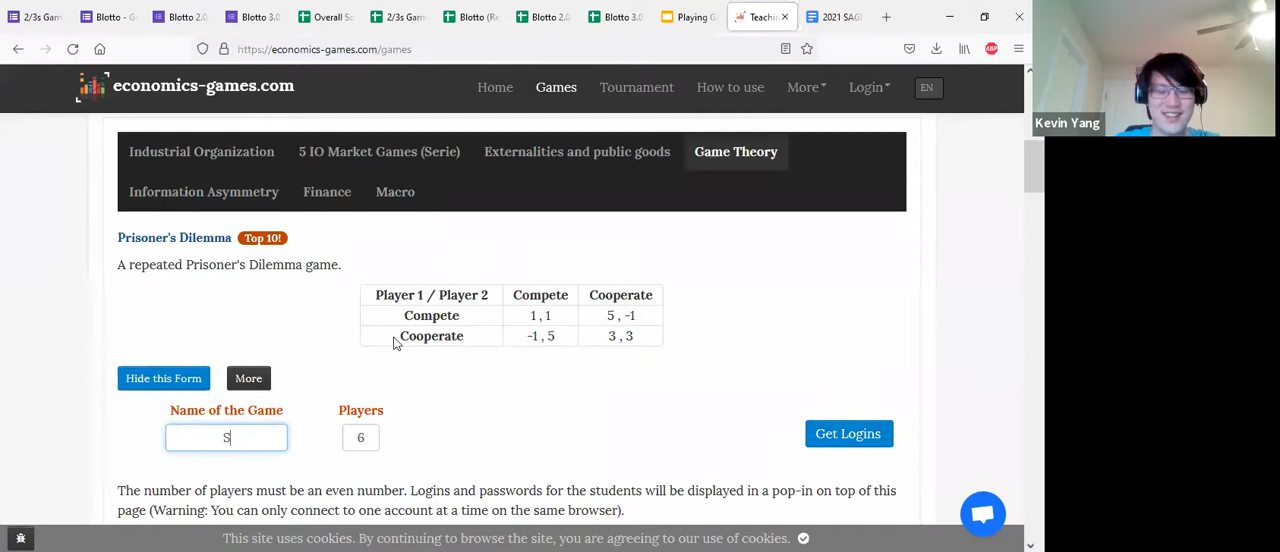 2/3s Gam
Blotto - G
Blotto 2.0
Blotto 3.0
Overall Sc
2/3s Gam
Blotto (Re
Blotto 2.0
Blotto 3.0
Playing G
Teachin
2021 SAGI
https://economics-games.com/games
ABP
economics-games.com
Home
Games
Tournament
How to use
More
Login
EN
Kevin Yang
Industrial Organization
5 IO Market Games (Serie)
Externalities and public goods
Game Theory
Information Asymmetry
Finance
Macro
Prisoner's Dilemma Top 10!
A repeated Prisoner's Dilemma game.
Player 1 / Player 2 Compete Cooperate
Compete 1 , 1 5 , -1
Cooperate -1 , 5 3 , 3
Hide this Form
More
Name of the Game
Players
S
6
Get Logins
The number of players must be an even number. Logins and passwords for the students will be displayed in a pop-in on top of this
page (Warning: You can only connect to one account at a time on the same browser).
This site uses cookies. By continuing to browse the site, you are agreeing to our use of cookies.